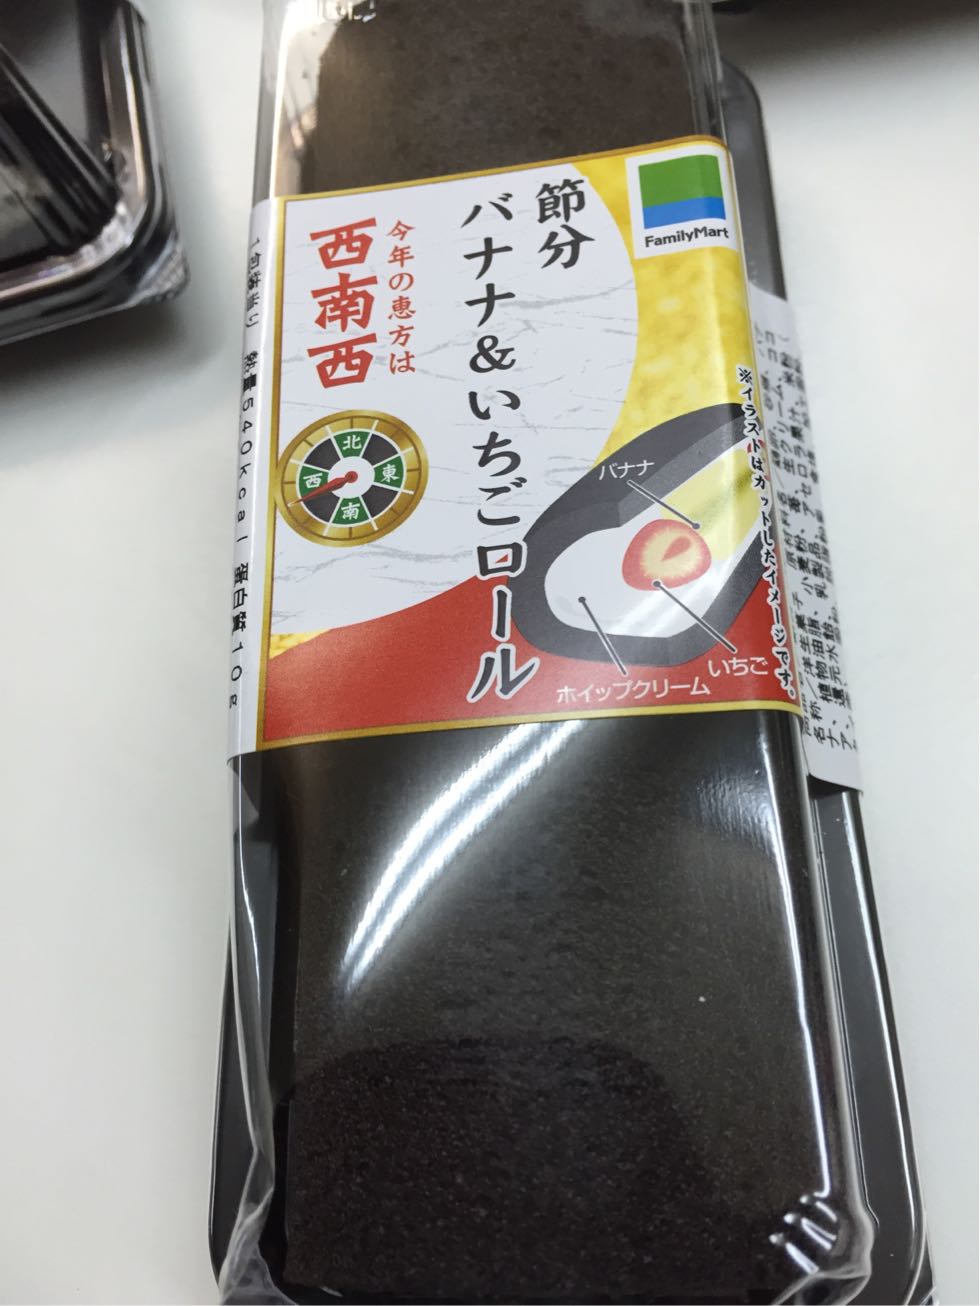 FamilyMart
節分
バナナ&いちごロール
今年の恵方は
西南西
北
東
西
南
バナナ
いちご
ホイップクリーム
※イラストはカットしたイメージです。
1包装当り 熱量540kcal 蛋白質10g